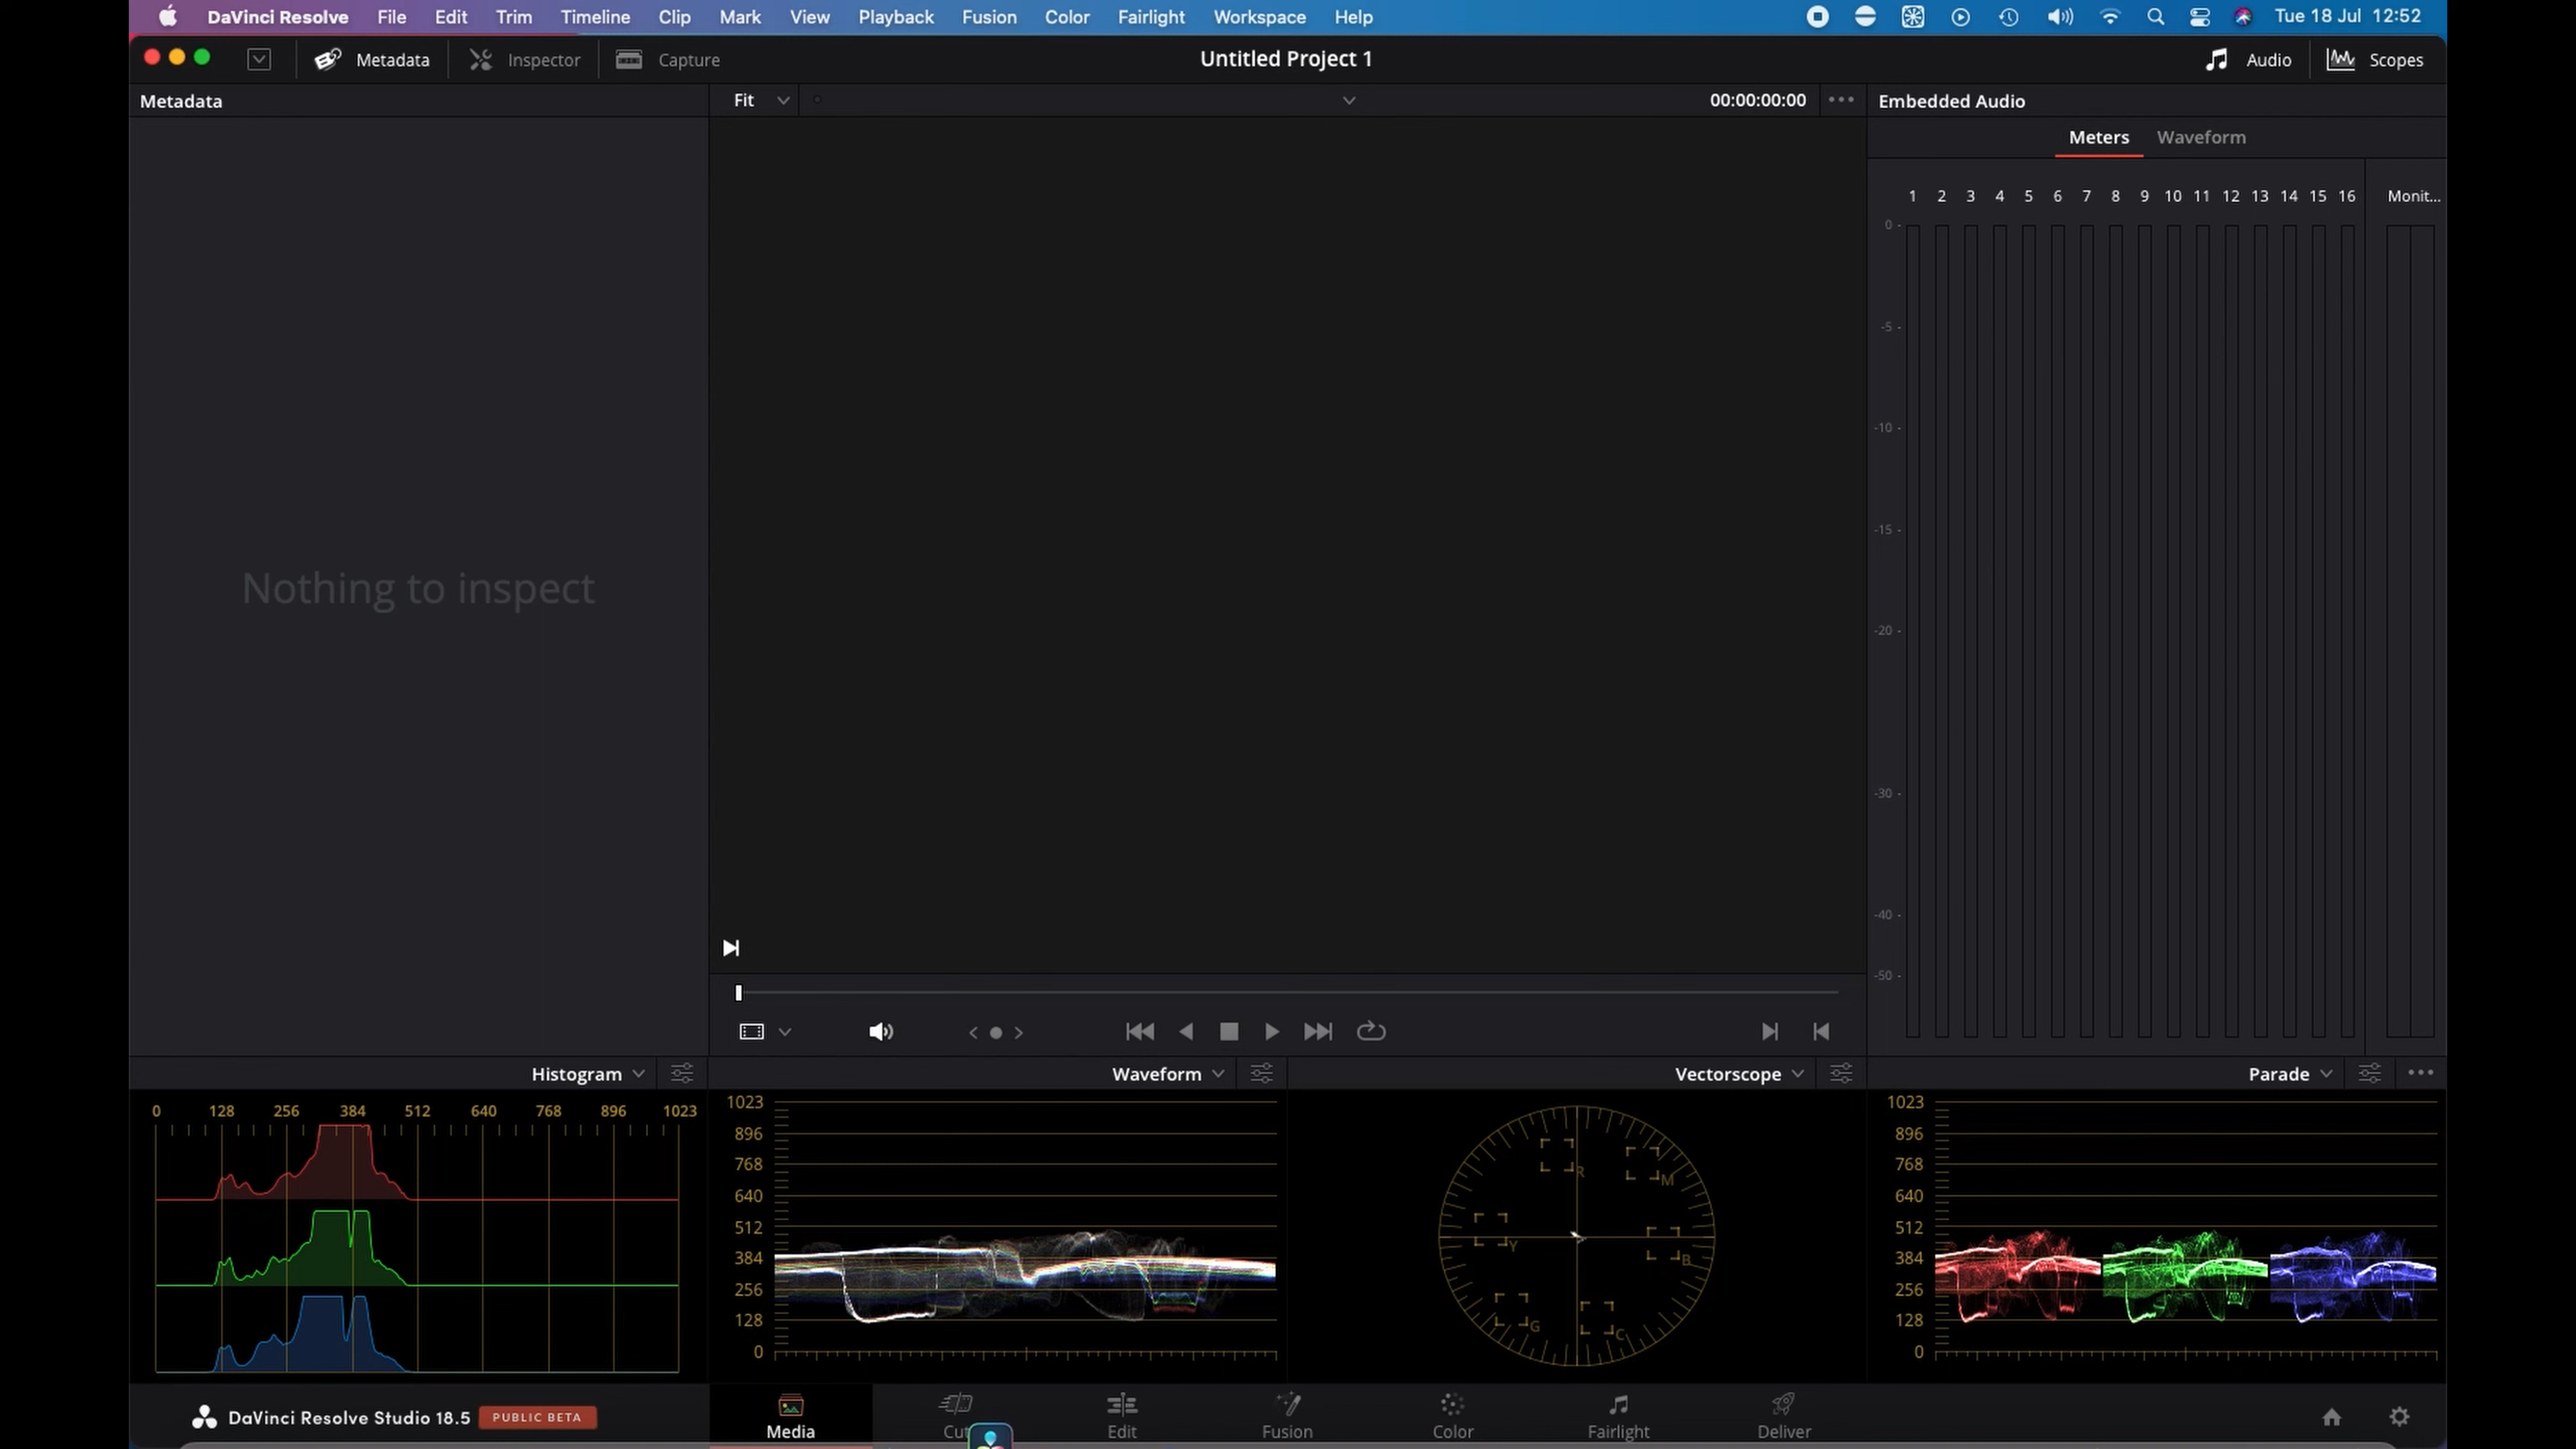 DaVinci Resolve File Edit Trim Timeline Clip Mark View Playback Fusion Color Fairlight Workspace Help Tue 18 Jul 12:52
Metadata Inspector Capture Untitled Project 1 Audio Scopes
Metadata Fit 00:00:00:00 Embedded Audio
Meters Waveform
1 2 3 4 5 6 7 8 9 10 11 12 13 14 15 16 Monit...
0 -
-5 -
-10 -
-15 -
-20 -
-30 -
-40 -
-50 -
Nothing to inspect
Histogram Waveform Vectorscope Parade
0 128 256 384 512 640 768 896 1023
1023
896
768
640
512
384
256
128
0
R
M
Y
B
G
C
1023
896
768
640
512
384
256
128
0
DaVinci Resolve Studio 18.5 PUBLIC BETA
Media Cut Edit Fusion Color Fairlight Deliver